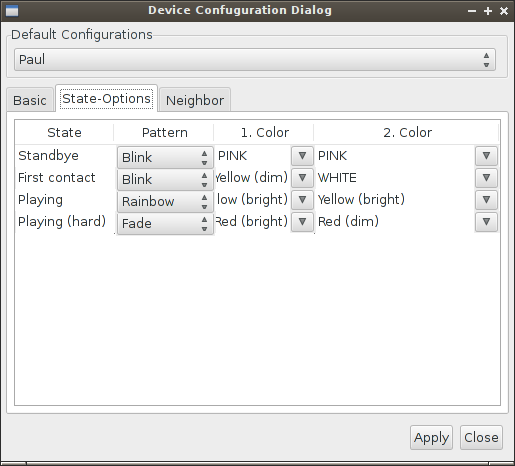 Device Confuguration Dialog
Default Configurations
Paul
Basic State-Options Neighbor
State Pattern 1. Color 2. Color
Standbye Blink PINK PINK
First contact Blink Yellow (dim) WHITE
Playing Rainbow low (bright) Yellow (bright)
Playing (hard) Fade Red (bright) Red (dim)
Apply Close